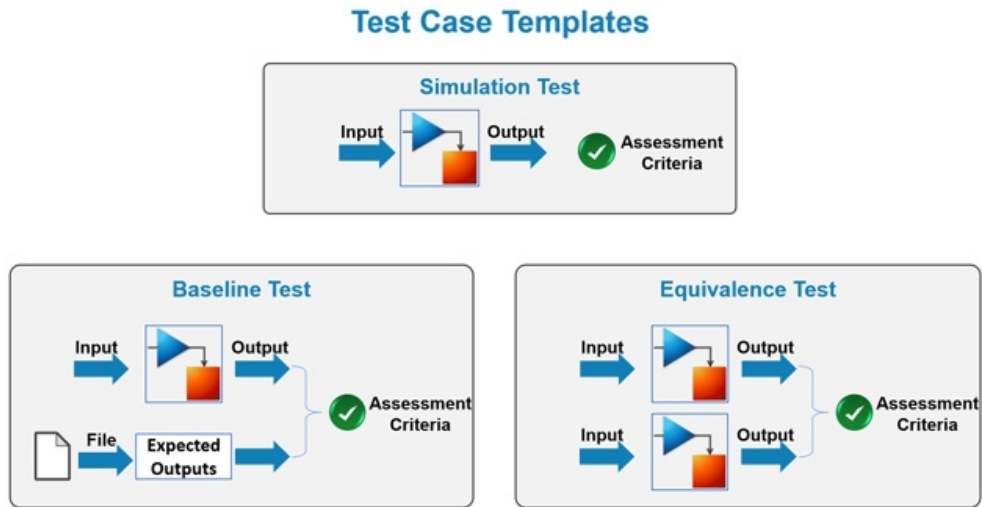 Test Case Templates
Simulation Test
Input
Output
Assessment
Criteria
Baseline Test
Input
Output
File
Expected
Outputs
Assessment
Criteria
Equivalence Test
Input
Output
Input
Output
Assessment
Criteria